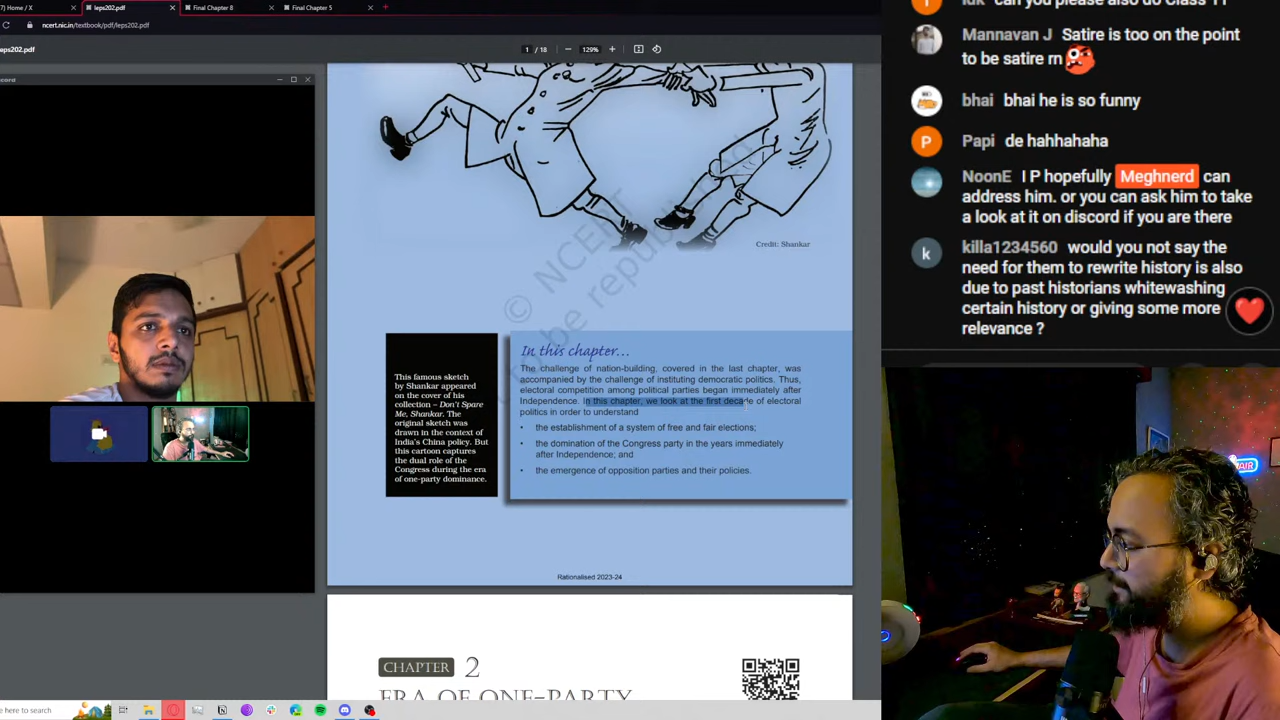 7) Home / X
leps202.pdf
Final Chapter 8
Final Chapter 5
ncert.nic.in/textbook/pdf/leps202.pdf
leps202.pdf
1 / 18
129%
cord
Credit: Shankar
© NCERT
to be republished
This famous sketch
by Shankar appeared
on the cover of his
collection – Don't Spare
Me, Shankar. The
original sketch was
drawn in the context of
India's China policy. But
this cartoon captures
the dual role of the
Congress during the era
of one-party dominance.
In this chapter...
The challenge of nation-building, covered in the last chapter, was
accompanied by the challenge of instituting democratic politics. Thus,
electoral competition among political parties began immediately after
Independence. In this chapter, we look at the first decade of electoral
politics in order to understand
• the establishment of a system of free and fair elections;
• the domination of the Congress party in the years immediately
after Independence; and
• the emergence of opposition parties and their policies.
Rationalised 2023-24
CHAPTER 2
ERA OF ONE-PARTY
here to search
can you please also do Class 11
Mannavan J Satire is too on the point
to be satire rn
bhai bhai he is so funny
P
Papi de hahhahaha
NoonE I P hopefully Meghnerd can
address him. or you can ask him to take
a look at it on discord if you are there
k
killa1234560 would you not say the
need for them to rewrite history is also
due to past historians whitewashing
certain history or giving some more
relevance ?
AIR